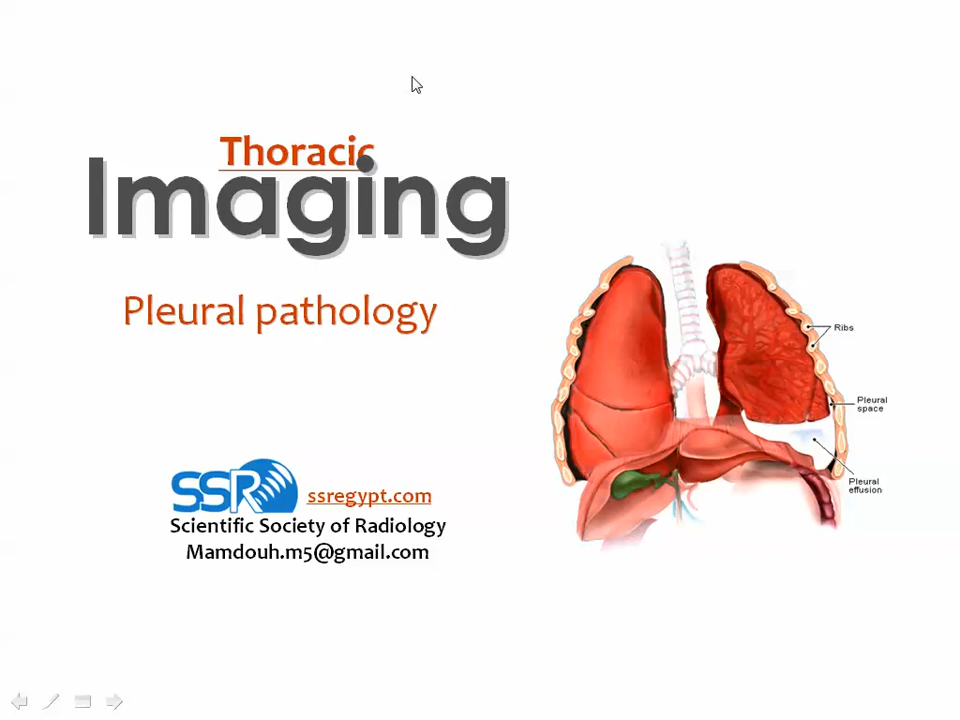 Thoracic
Imaging
Pleural pathology
Ribs
Pleural
space
Pleural
effusion
SSR
ssregypt.com
Scientific Society of Radiology
Mamdouh.m5@gmail.com